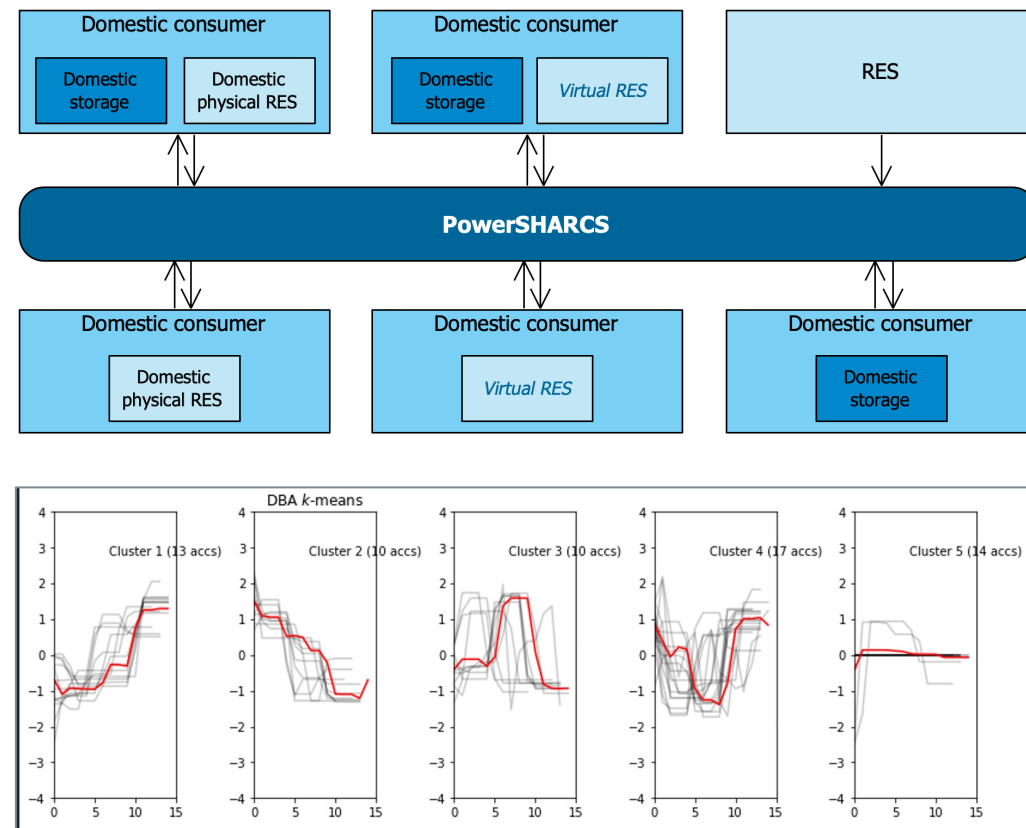 Domestic consumer
Domestic
storage
Domestic
physical RES
Domestic consumer
Domestic
storage
Virtual RES
RES
PowerSHARCS
Domestic consumer
Domestic
physical RES
Domestic consumer
Virtual RES
Domestic consumer
Domestic
storage
DBA k-means
4
3
2
1
0
−1
−2
−3
−4
0
5
10
15
Cluster 1 (13 accs)
4
3
2
1
0
−1
−2
−3
−4
0
5
10
15
Cluster 2 (10 accs)
4
3
2
1
0
−1
−2
−3
−4
0
5
10
15
Cluster 3 (10 accs)
4
3
2
1
0
−1
−2
−3
−4
0
5
10
15
Cluster 4 (17 accs)
4
3
2
1
0
−1
−2
−3
−4
0
5
10
15
Cluster 5 (14 accs)